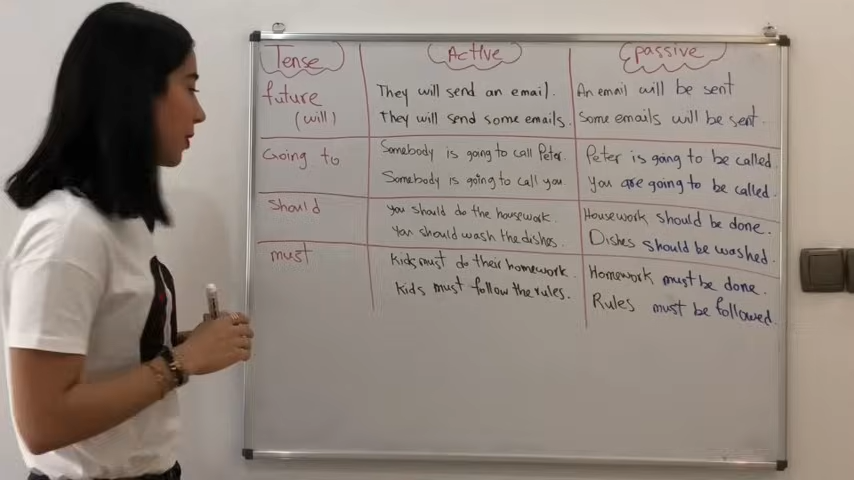 Tense Active passive
future They will send an email. An email will be sent
(will) They will send some emails. Some emails will be sent.
Going to Somebody is going to call Peter. Peter is going to be called.
Somebody is going to call you. You are going to be called.
Should you should do the housework. Housework should be done.
You should wash the dishes. Dishes should be washed.
must Kids must do their homework. Homework must be done.
Kids must follow the rules. Rules must be followed.